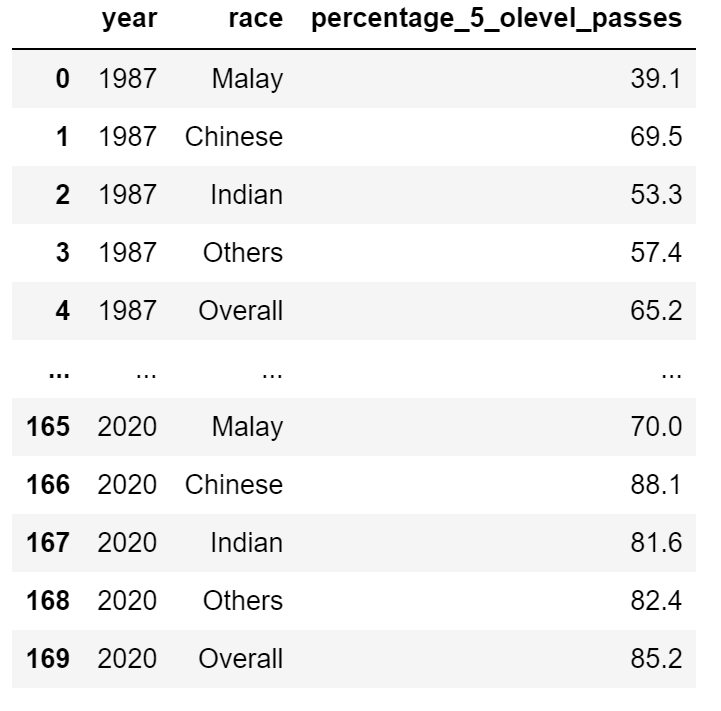 year race percentage_5_olevel_passes
0 1987 Malay 39.1
1 1987 Chinese 69.5
2 1987 Indian 53.3
3 1987 Others 57.4
4 1987 Overall 65.2
... ... ... ...
165 2020 Malay 70.0
166 2020 Chinese 88.1
167 2020 Indian 81.6
168 2020 Others 82.4
169 2020 Overall 85.2